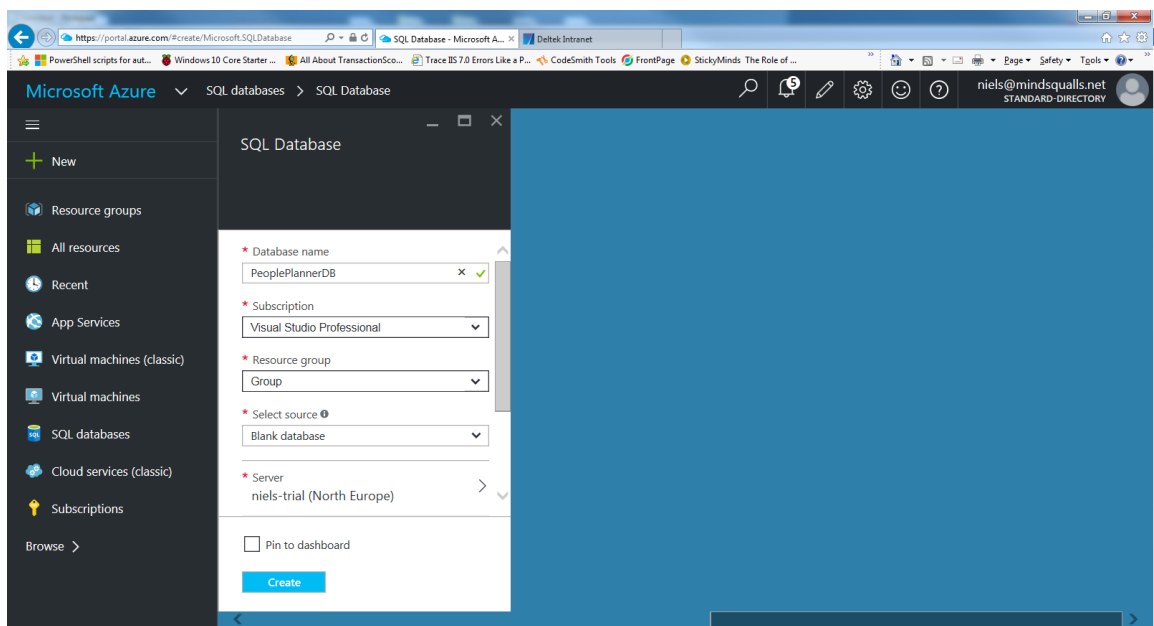 https://portal.azure.com/#create/Microsoft.SQLDatabase
SQL Database - Microsoft A...
Deltek Intranet
PowerShell scripts for aut...
Windows 10 Core Starter ...
All About TransactionSco...
Trace IIS 7.0 Errors Like a P...
CodeSmith Tools
FrontPage
StickyMinds The Role of ...
Page
Safety
Tools
Microsoft Azure
SQL databases > SQL Database
5
niels@mindsqualls.net
STANDARD-DIRECTORY
New
Resource groups
All resources
Recent
App Services
Virtual machines (classic)
Virtual machines
SQL databases
Cloud services (classic)
Subscriptions
Browse >
SQL Database
* Database name
PeoplePlannerDB
* Subscription
Visual Studio Professional
* Resource group
Group
* Select source
Blank database
* Server
niels-trial (North Europe)
Pin to dashboard
Create